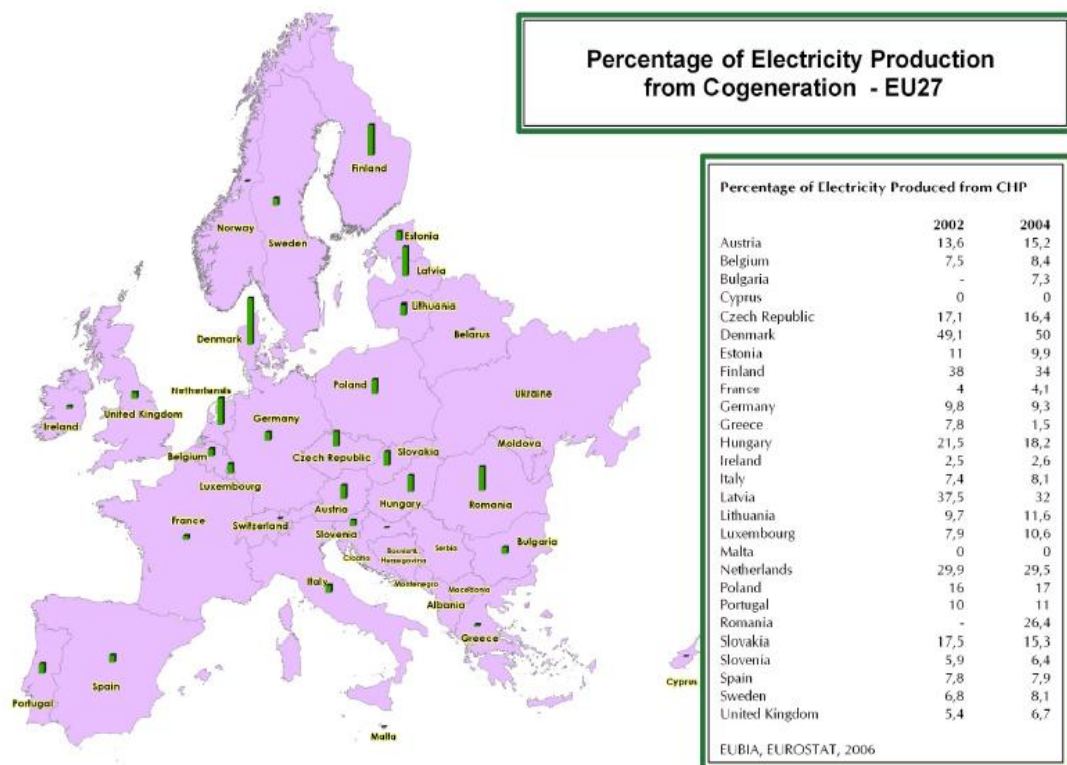 Percentage of Electricity Production
from Cogeneration - EU27
Percentage of Electricity Produced from CHP
2002 2004
Austria 13,6 15,2
Belgium 7,5 8,4
Bulgaria - 7,3
Cyprus 0 0
Czech Republic 17,1 16,4
Denmark 49,1 50
Estonia 11 9,9
Finland 38 34
France 4 4,1
Germany 9,8 9,3
Greece 7,8 1,5
Hungary 21,5 18,2
Ireland 2,5 2,6
Italy 7,4 8,1
Latvia 37,5 32
Lithuania 9,7 11,6
Luxembourg 7,9 10,6
Malta 0 0
Netherlands 29,9 29,5
Poland 16 17
Portugal 10 11
Romania - 26,4
Slovakia 17,5 15,3
Slovenia 5,9 6,4
Spain 7,8 7,9
Sweden 6,8 8,1
United Kingdom 5,4 6,7
EUBIA, EUROSTAT, 2006
Finland
Norway
Sweden
Estonia
Latvia
Lithuania
Belarus
Denmark
Netherlands
Poland
Ukraine
United Kingdom
Ireland
Germany
Moldova
Belgium
Czech Republic
Slovakia
Luxembourg
Austria
Hungary
Romania
France
Switzerland
Slovenia
Bulgaria
Croatia
Herzegovina
Serbia
Italy
Montenegro
Macedonia
Albania
Greece
Portugal
Spain
Cyprus
Malta